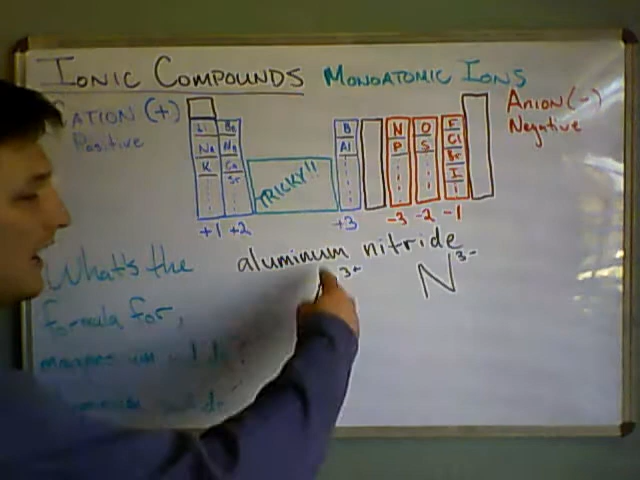 IONIC COMPOUNDS MONOATOMIC IONS
CATION (+)
Positive
ANION (-)
Negative
Li Be
Na Mg
K Ca
Sr
TRICKY!!
B
Al
N O F
P S Cl
Br
I
+1 +2 +3 -3 -2 -1
aluminum nitride
3+ N3-
What's the
formula for,